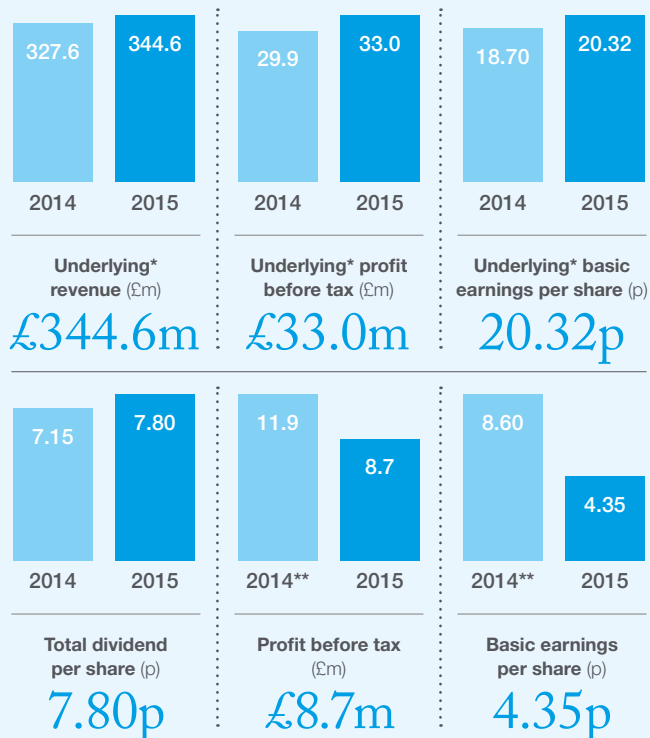 327.6
344.6
2014
2015
Underlying*
revenue (£m)
£344.6m
29.9
33.0
2014
2015
Underlying* profit
before tax (£m)
£33.0m
18.70
20.32
2014
2015
Underlying* basic
earnings per share (p)
20.32p
7.15
7.80
2014
2015
Total dividend
per share (p)
7.80p
11.9
8.7
2014**
2015
Profit before tax
(£m)
£8.7m
8.60
4.35
2014**
2015
Basic earnings
per share (p)
4.35p